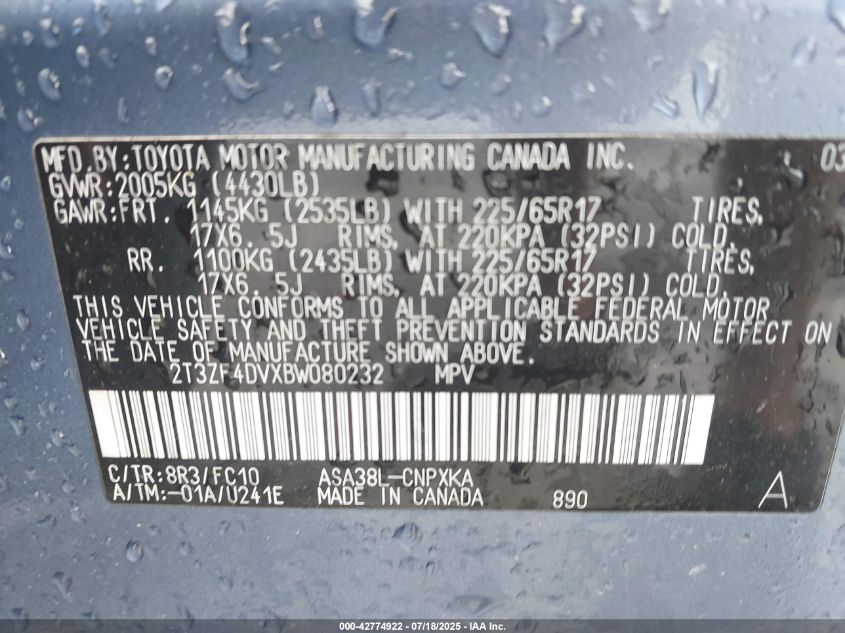 MFD. BY: TOYOTA MOTOR MANUFACTURING CANADA INC. 03
GVWR: 2005KG (4430LB)
GAWR: FRT. 1145KG (2535LB) WITH 225/65R17 TIRES,
17X6. 5J RIMS, AT 220KPA (32PSI) COLD.
RR. 1100KG (2435LB) WITH 225/65R17 TIRES,
17X6. 5J RIMS, AT 220KPA (32PSI) COLD.
THIS VEHICLE CONFORMS TO ALL APPLICABLE FEDERAL MOTOR
VEHICLE SAFETY AND THEFT PREVENTION STANDARDS IN EFFECT ON
THE DATE OF MANUFACTURE SHOWN ABOVE.
2T3ZF4DVXBW080232 MPV
C/TR: 8R3/FC10 ASA38L-CNPXKA
A/TM: -01A/U241E MADE IN CANADA 890 A
000-42774922 - 07/18/2025 - IAA Inc.